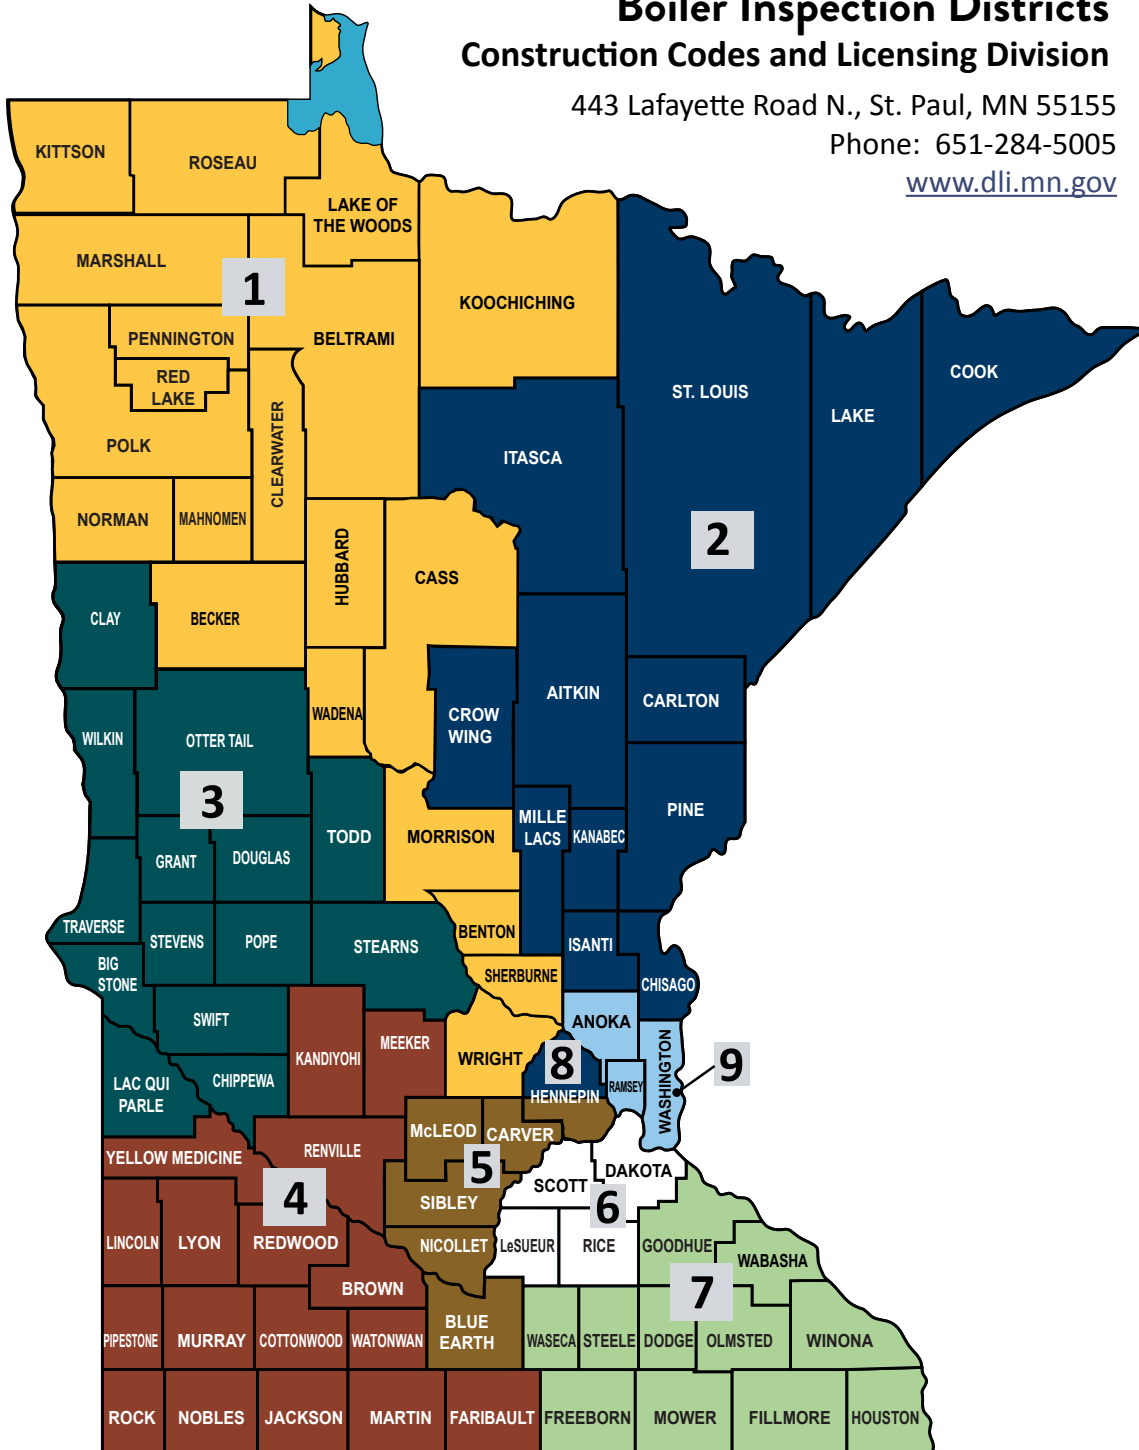 Boiler Inspection Districts
Construction Codes and Licensing Division
443 Lafayette Road N., St. Paul, MN 55155
Phone: 651-284-5005
www.dli.mn.gov
KITTSON
ROSEAU
LAKE OF
THE WOODS
MARSHALL
1
KOOCHICHING
PENNINGTON
BELTRAMI
RED
LAKE
COOK
ST. LOUIS
LAKE
POLK
CLEARWATER
ITASCA
NORMAN
MAHNOMEN
2
HUBBARD
CASS
CLAY
BECKER
AITKIN
CARLTON
WADENA
CROW
WING
WILKIN
OTTER TAIL
3
PINE
MILLE
LACS
KANABEC
TODD
MORRISON
GRANT
DOUGLAS
TRAVERSE
STEVENS
POPE
STEARNS
BENTON
ISANTI
BIG
STONE
SHERBURNE
CHISAGO
SWIFT
ANOKA
KANDIYOHI
MEEKER
WRIGHT
8
HENNEPIN
RAMSEY
WASHINGTON
9
LAC QUI
PARLE
CHIPPEWA
McLEOD
CARVER
YELLOW MEDICINE
RENVILLE
5
DAKOTA
SCOTT
4
SIBLEY
6
LINCOLN
LYON
REDWOOD
NICOLLET
LeSUEUR
RICE
GOODHUE
WABASHA
BROWN
7
BLUE
EARTH
PIPESTONE
MURRAY
COTTONWOOD
WATONWAN
WASECA
STEELE
DODGE
OLMSTED
WINONA
ROCK
NOBLES
JACKSON
MARTIN
FARIBAULT
FREEBORN
MOWER
FILLMORE
HOUSTON